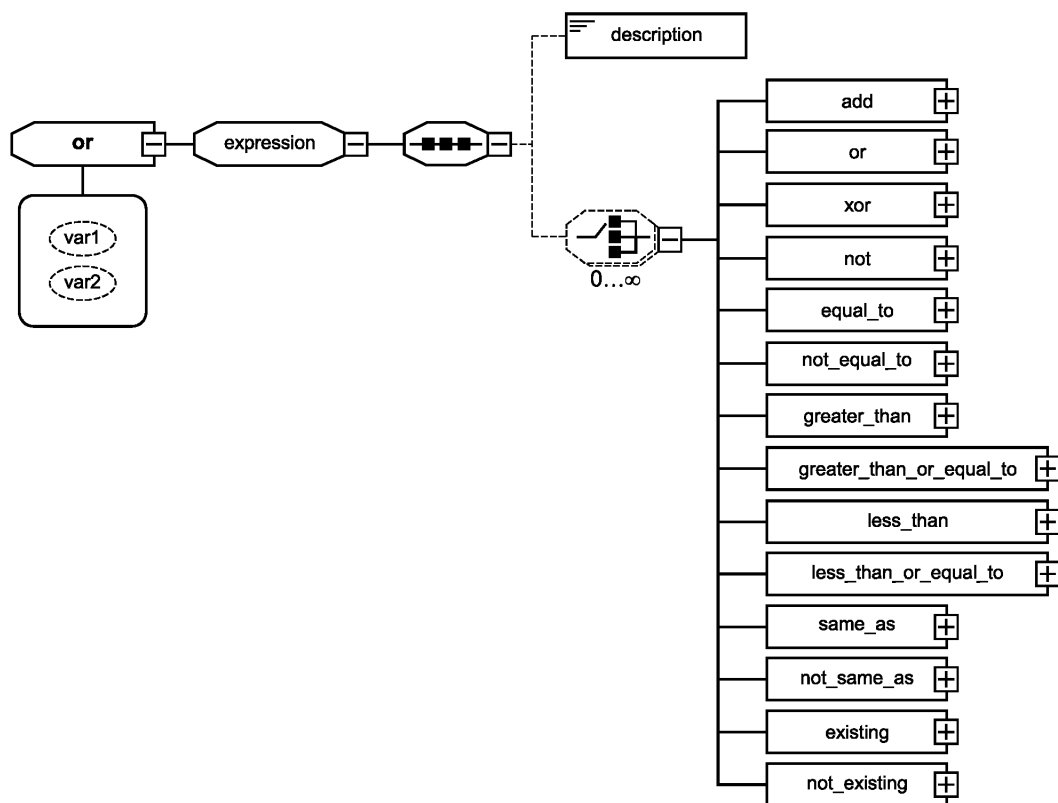 description
add
or
expression
or
xor
var1
var2
not
0...∞
equal_to
not_equal_to
greater_than
greater_than_or_equal_to
less_than
less_than_or_equal_to
same_as
not_same_as
existing
not_existing